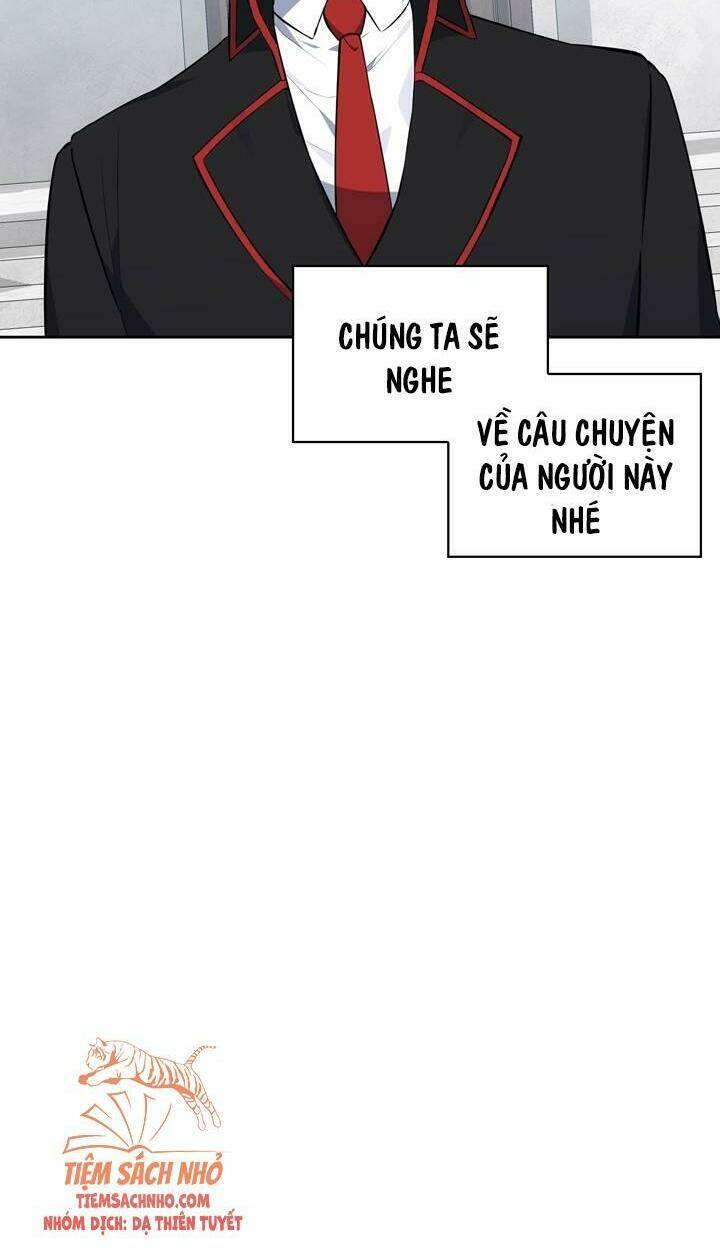 CHÚNG TA SẼ
NGHE
VỀ CÂU CHUYỆN
CỦA NGƯỜI NÀY
NHÉ
TIỆM SÁCH NHỎ
TIEMSACHNHO.COM
NHÓM DỊCH: DẠ THIÊN TUYẾT